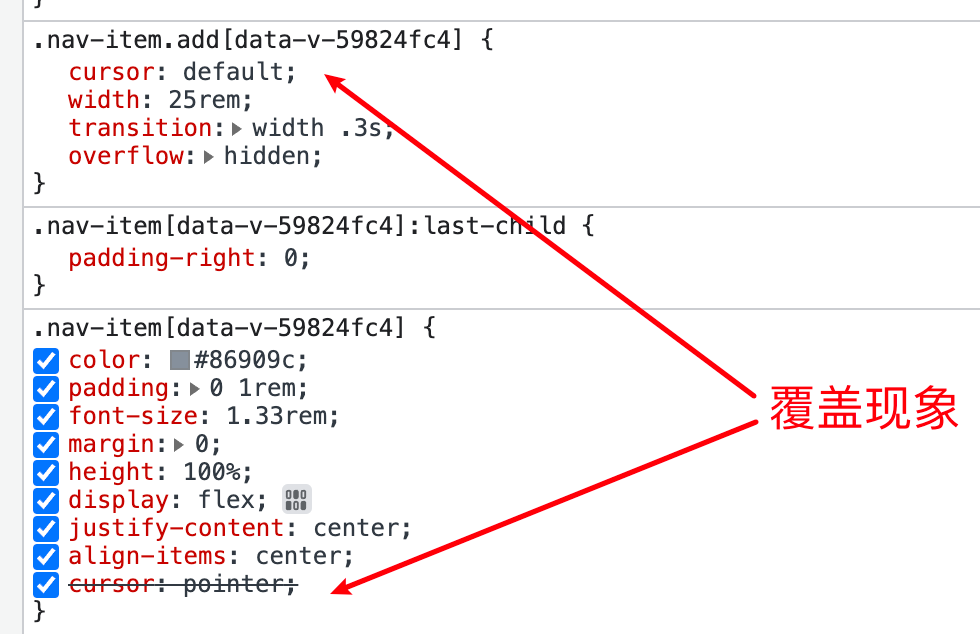 }
.nav-item.add[data-v-59824fc4] {
cursor: default;
width: 25rem;
transition: width .3s;
overflow: hidden;
}
.nav-item[data-v-59824fc4]:last-child {
padding-right: 0;
}
.nav-item[data-v-59824fc4] {
color: #86909c;
padding: 0 1rem;
覆盖现象
font-size: 1.33rem;
margin: 0;
height: 100%;
display: flex;
justify-content: center;
align-items: center;
cursor: pointer;
}